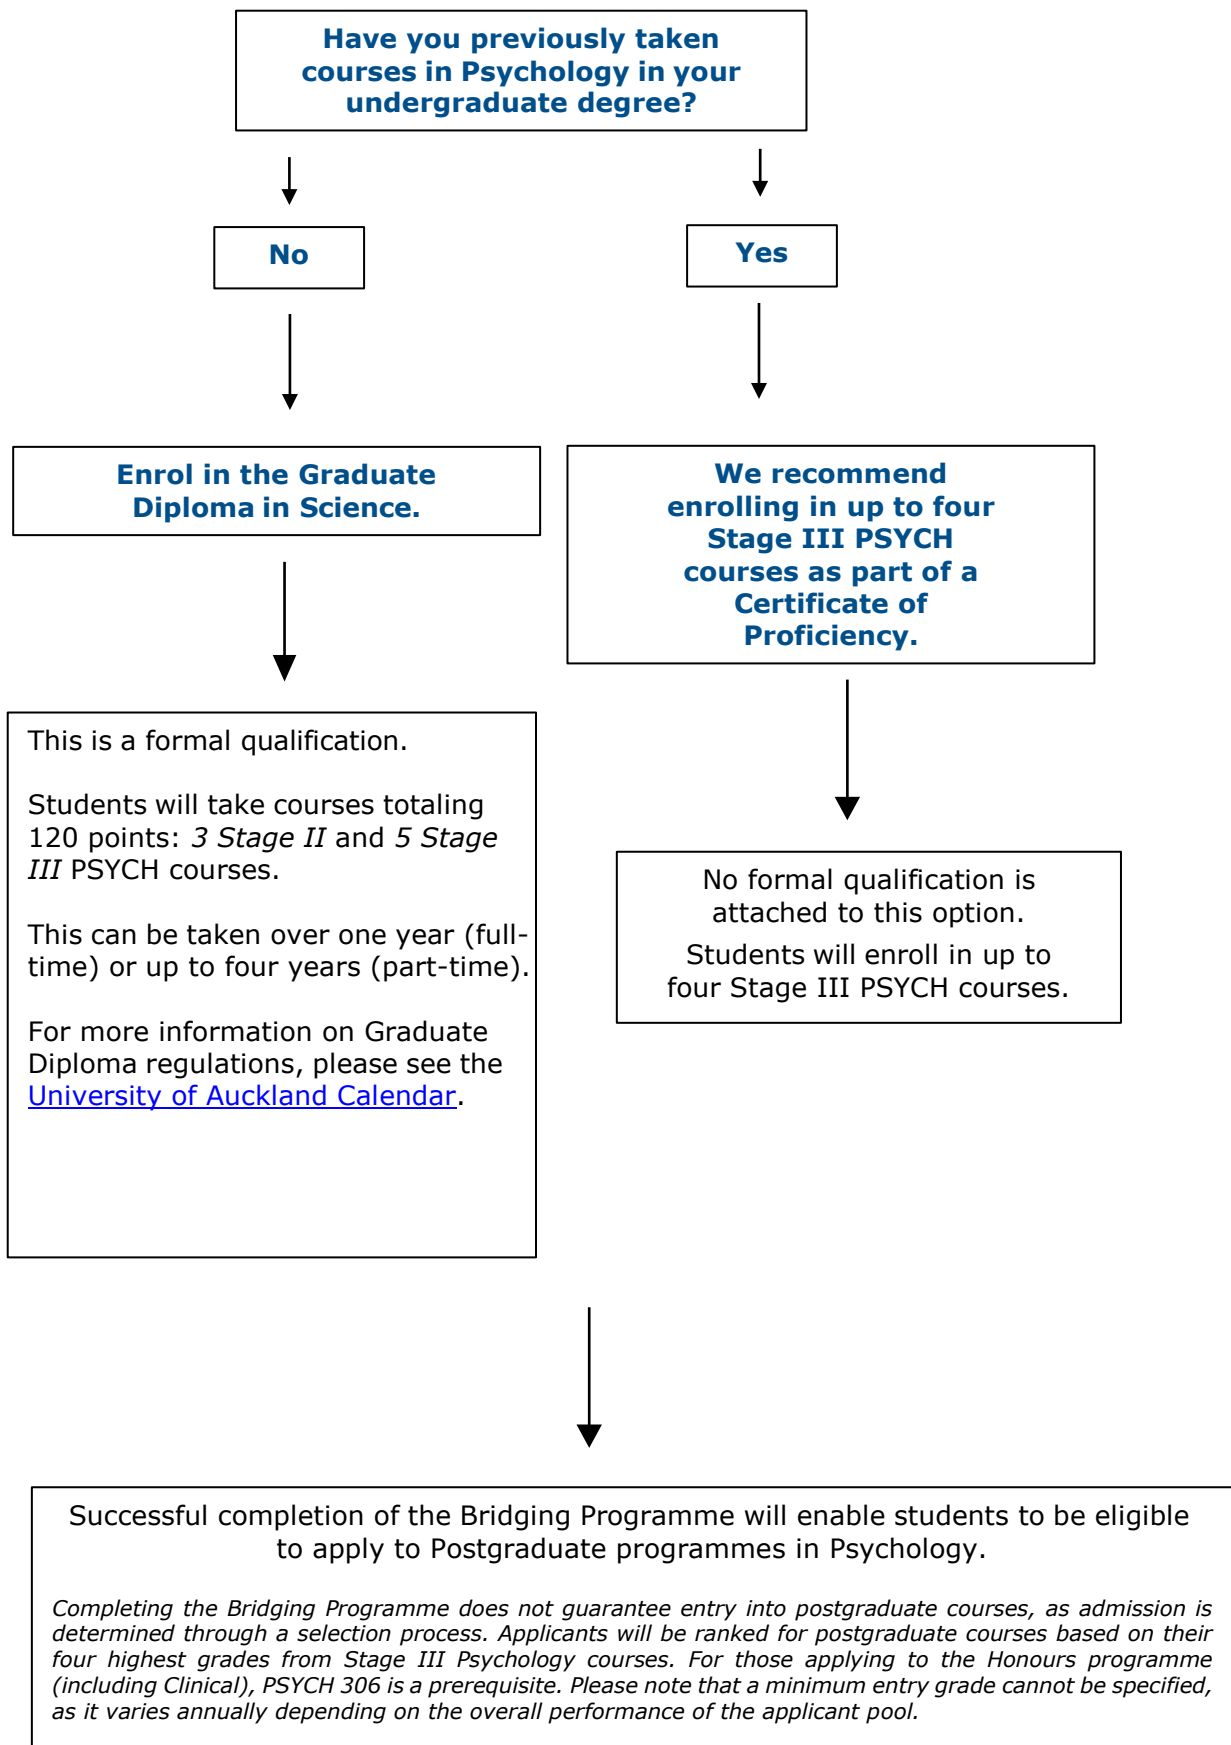 Have you previously taken
courses in Psychology in your
undergraduate degree?
No
Yes
Enrol in the Graduate
Diploma in Science.
We recommend
enrolling in up to four
Stage III PSYCH
courses as part of a
Certificate of
Proficiency.
This is a formal qualification.
Students will take courses totaling
120 points: 3 Stage II and 5 Stage
III PSYCH courses.
This can be taken over one year (full-
time) or up to four years (part-time).
For more information on Graduate
Diploma regulations, please see the
University of Auckland Calendar.
No formal qualification is
attached to this option.
Students will enroll in up to
four Stage III PSYCH courses.
Successful completion of the Bridging Programme will enable students to be eligible
to apply to Postgraduate programmes in Psychology.
Completing the Bridging Programme does not guarantee entry into postgraduate courses, as admission is
determined through a selection process. Applicants will be ranked for postgraduate courses based on their
four highest grades from Stage III Psychology courses. For those applying to the Honours programme
(including Clinical), PSYCH 306 is a prerequisite. Please note that a minimum entry grade cannot be specified,
as it varies annually depending on the overall performance of the applicant pool.